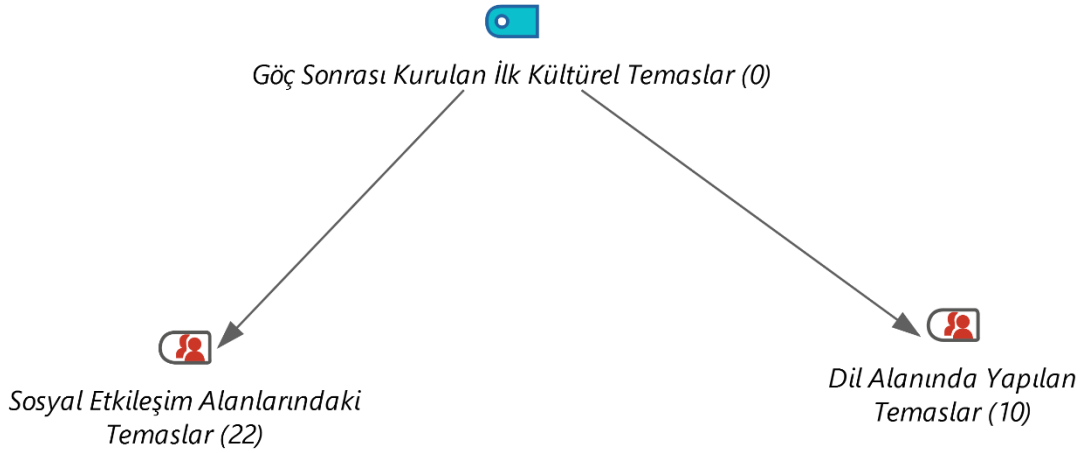 Göç Sonrası Kurulan İlk Kültürel Temaslar (0)
Sosyal Etkileşim Alanlarındaki
Temaslar (22)
Dil Alanında Yapılan
Temaslar (10)